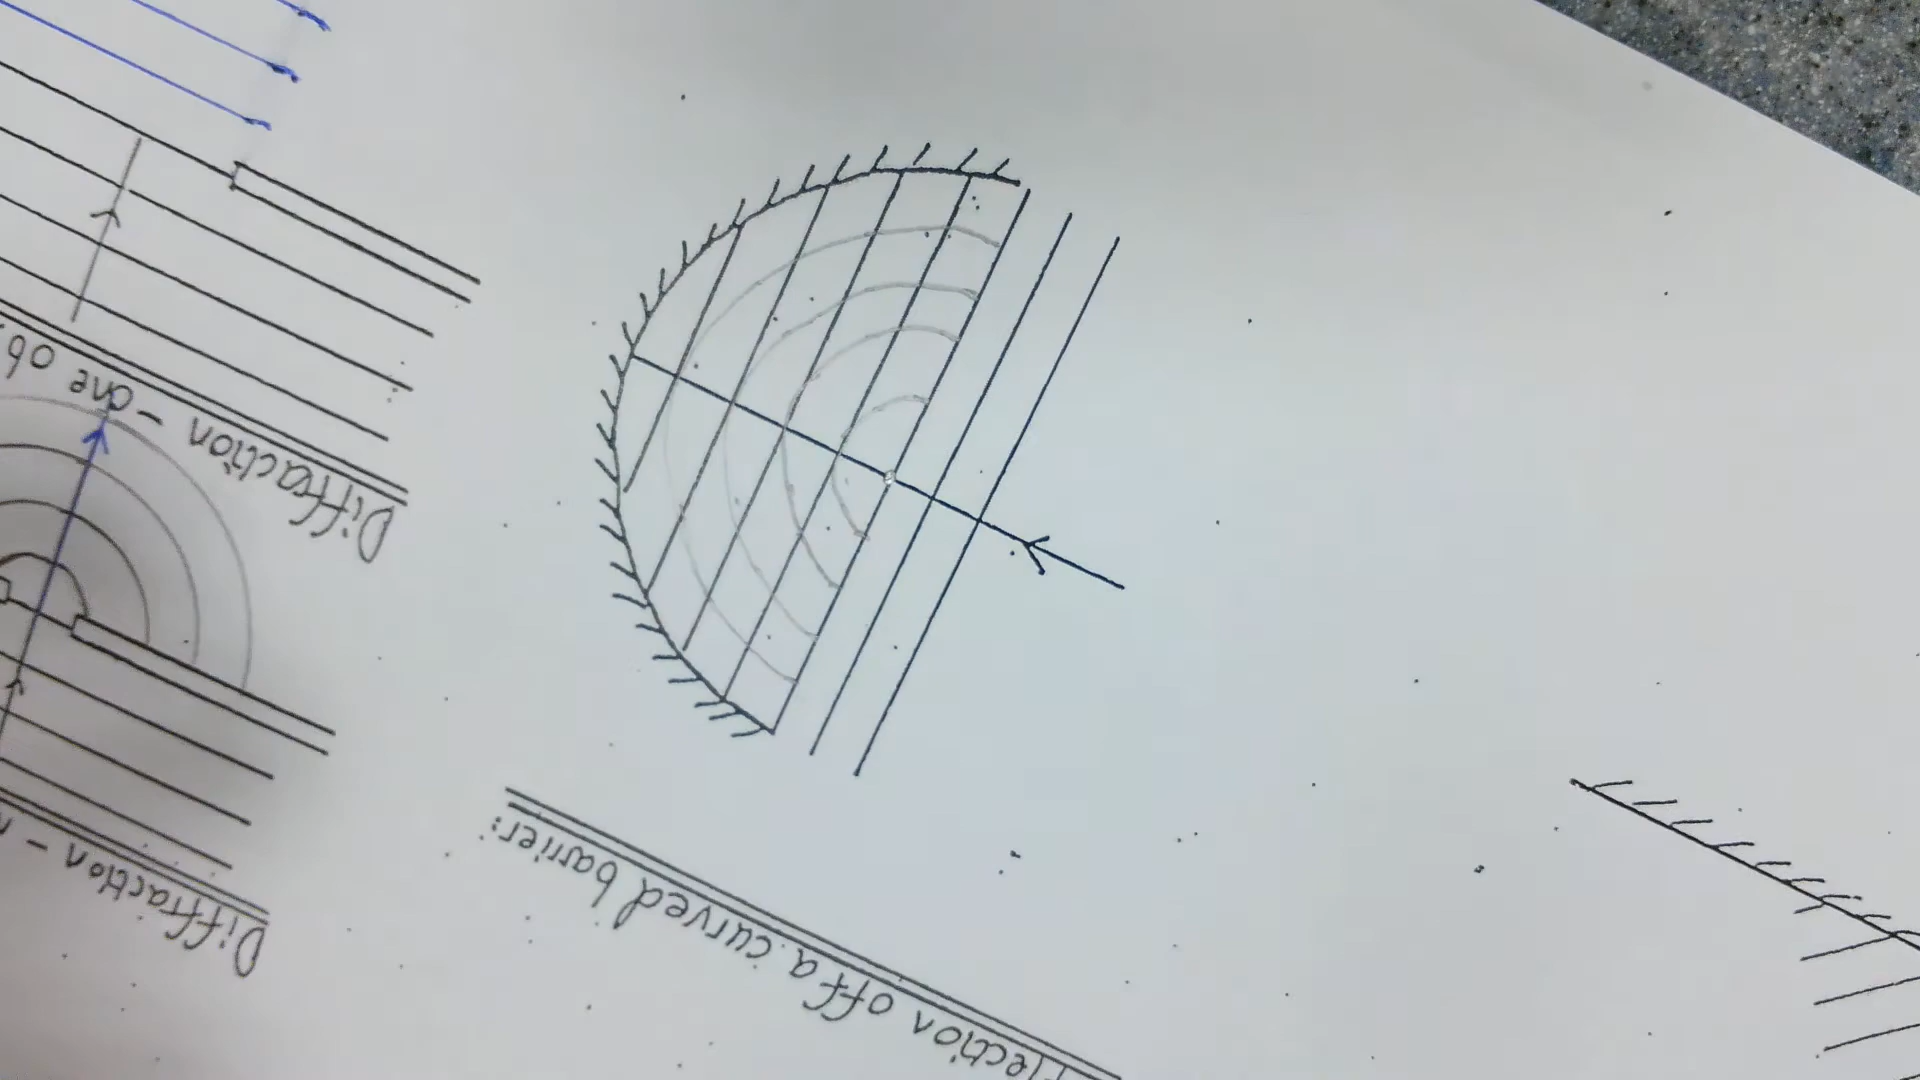 Diffraction -
Diffraction - one ob
flection off a curved barrier: